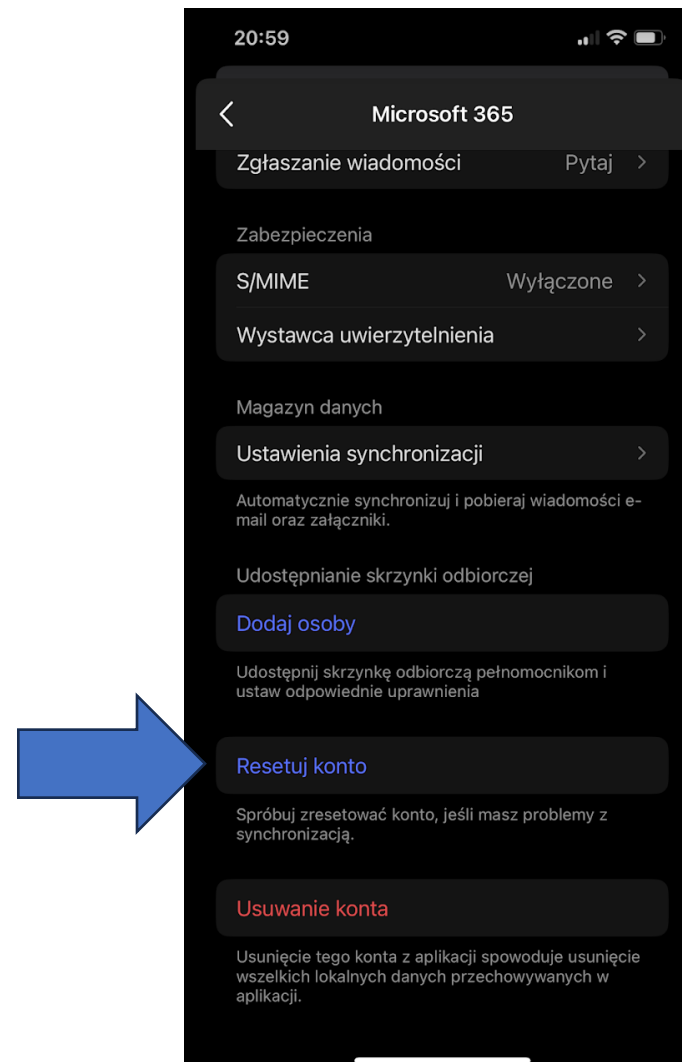 20:59
Microsoft 365
Zgłaszanie wiadomości Pytaj
Zabezpieczenia
S/MIME Wyłączone
Wystawca uwierzytelnienia
Magazyn danych
Ustawienia synchronizacji
Automatycznie synchronizuj i pobieraj wiadomości e-
mail oraz załączniki.
Udostępnianie skrzynki odbiorczej
Dodaj osoby
Udostępnij skrzynkę odbiorczą pełnomocnikom i
ustaw odpowiednie uprawnienia
Resetuj konto
Spróbuj zresetować konto, jeśli masz problemy z
synchronizacją.
Usuwanie konta
Usunięcie tego konta z aplikacji spowoduje usunięcie
wszelkich lokalnych danych przechowywanych w
aplikacji.